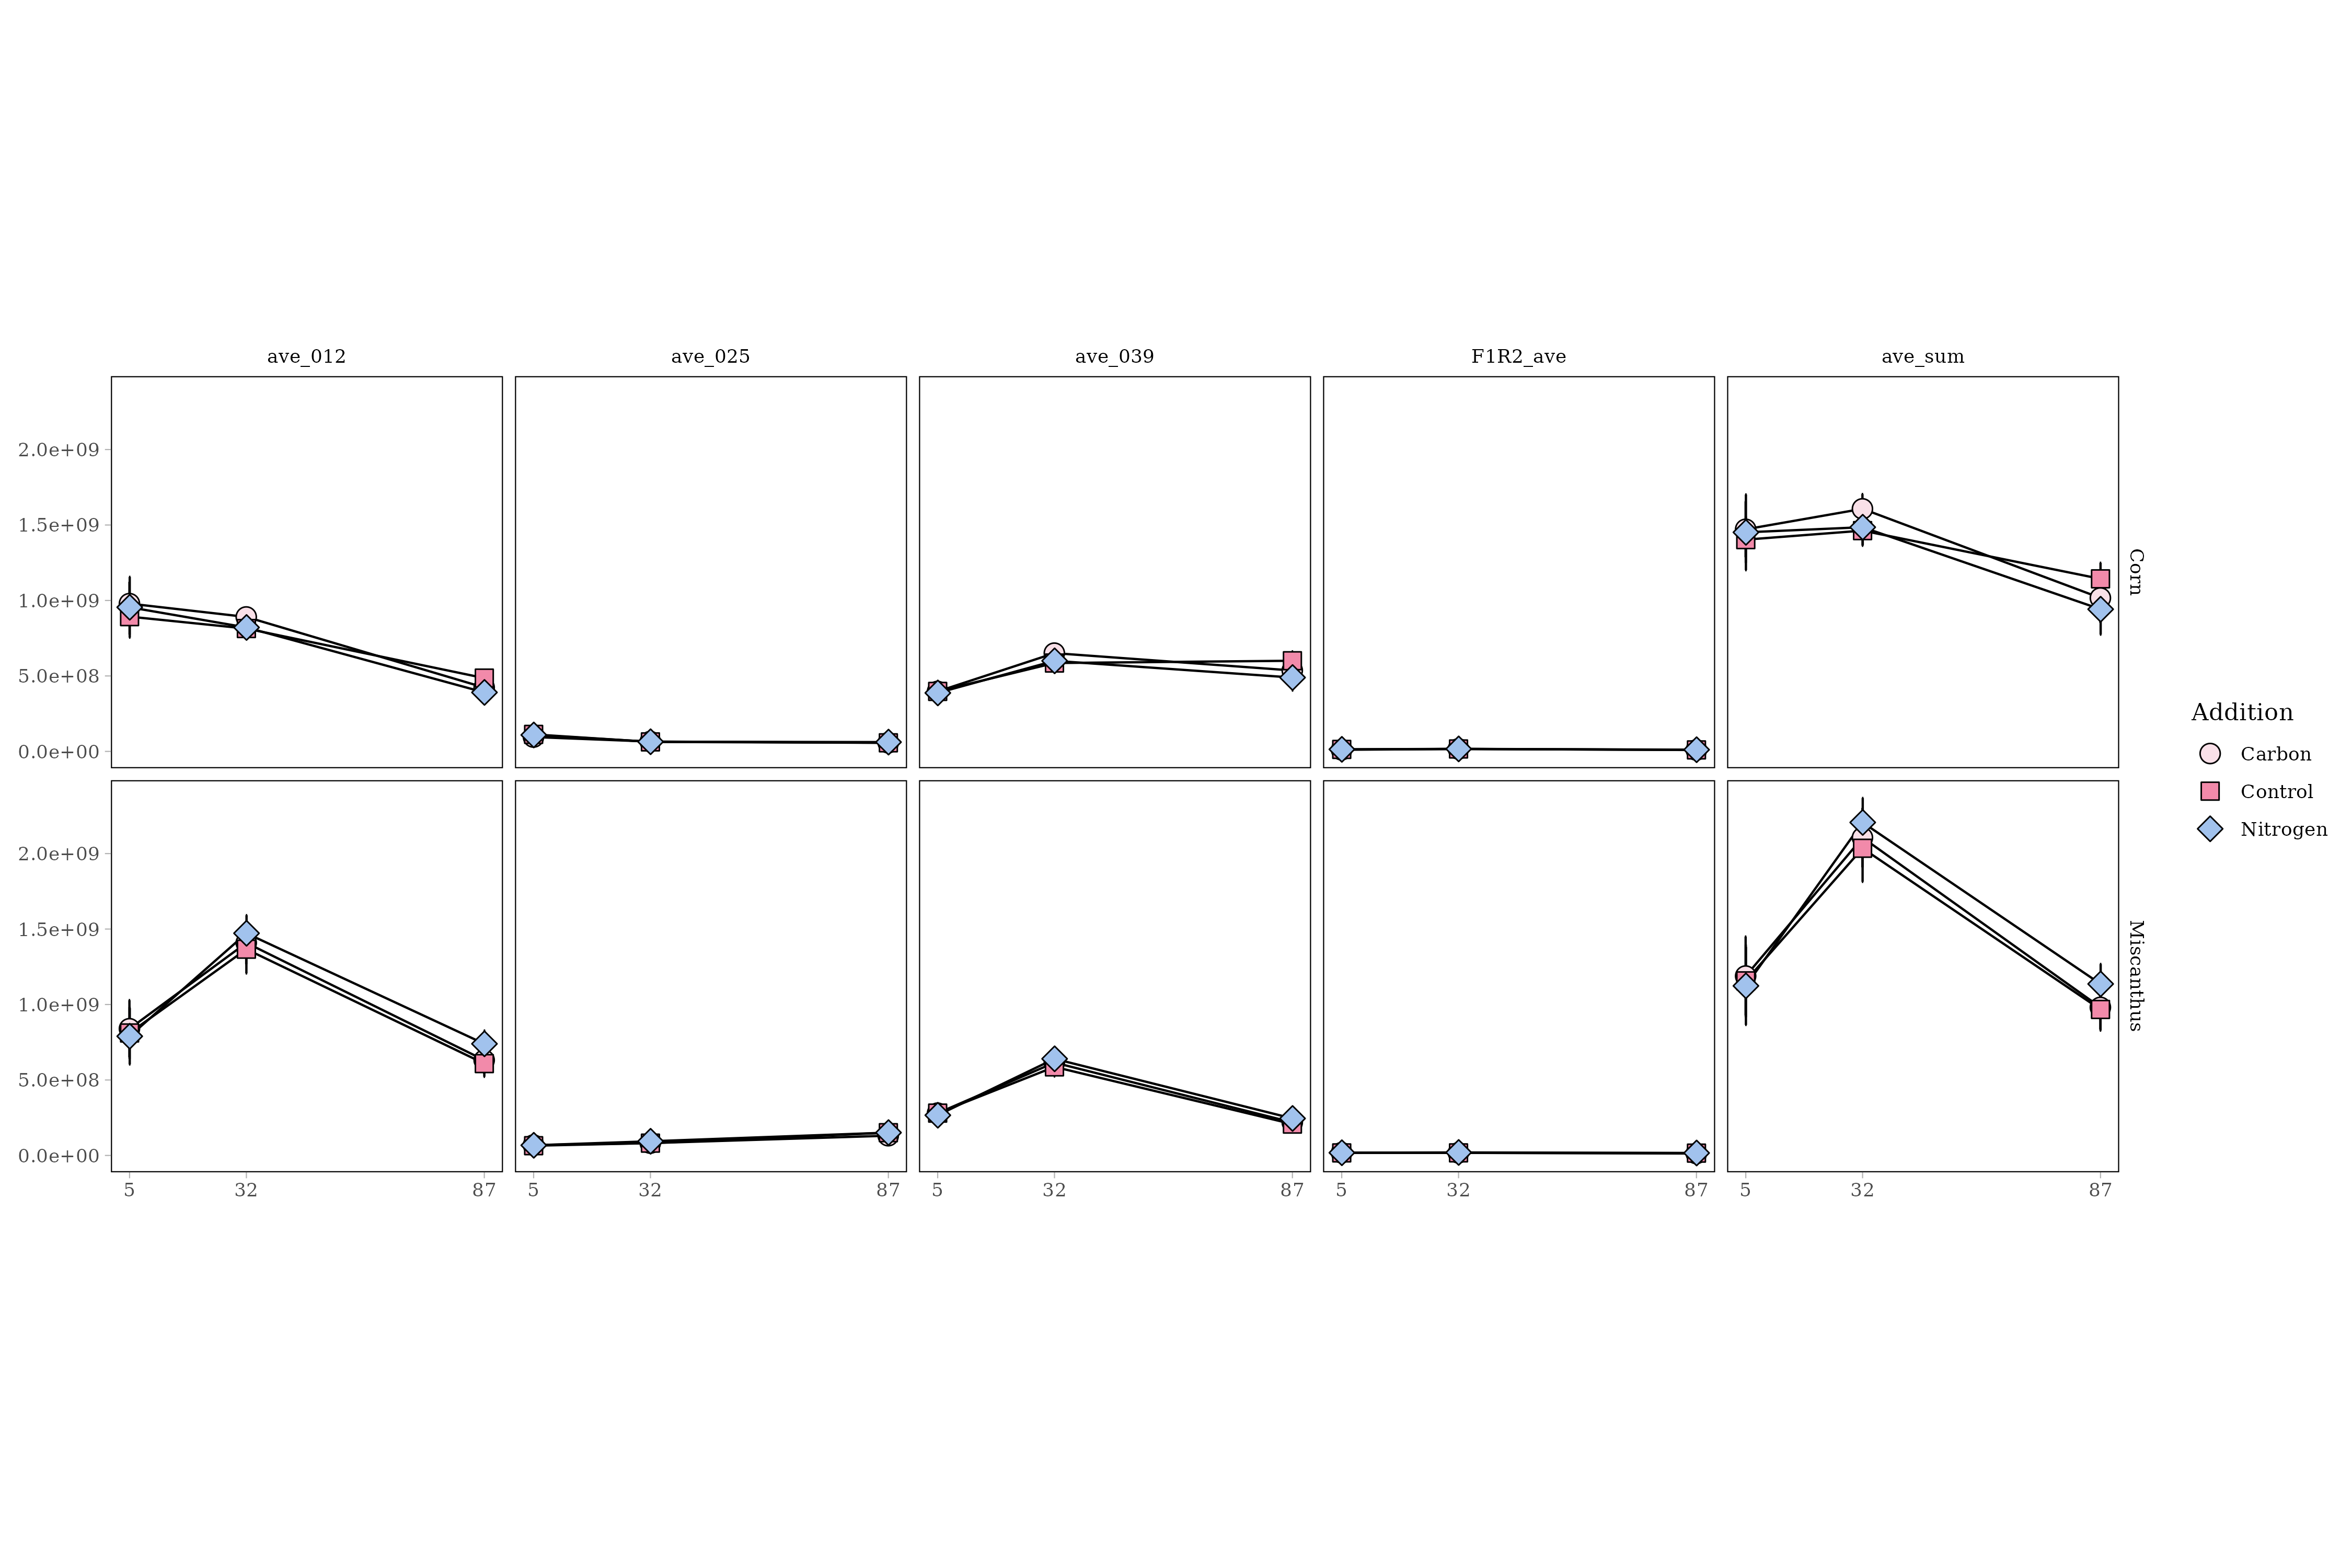 ave_012 ave_025 ave_039 F1R2_ave ave_sum
2.0e+09
1.5e+09
1.0e+09
5.0e+08
0.0e+00
Corn
2.0e+09
1.5e+09
1.0e+09
5.0e+08
0.0e+00
Miscanthus
5 32 87 5 32 87 5 32 87 5 32 87 5 32 87
Addition
Carbon
Control
Nitrogen